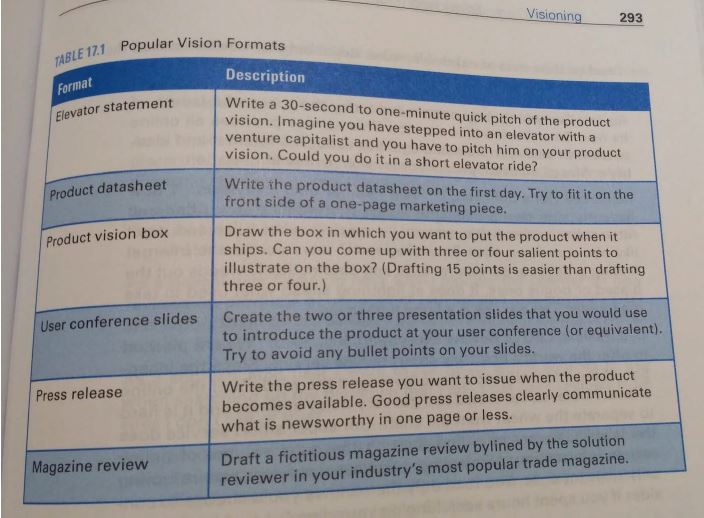 Visioning 293
TABLE 17.1 Popular Vision Formats
Format Description
Elevator statement Write a 30-second to one-minute quick pitch of the product
vision. Imagine you have stepped into an elevator with a
venture capitalist and you have to pitch him on your product
vision. Could you do it in a short elevator ride?
Product datasheet Write the product datasheet on the first day. Try to fit it on the
front side of a one-page marketing piece.
Product vision box Draw the box in which you want to put the product when it
ships. Can you come up with three or four salient points to
illustrate on the box? (Drafting 15 points is easier than drafting
three or four.)
User conference slides Create the two or three presentation slides that you would use
to introduce the product at your user conference (or equivalent).
Try to avoid any bullet points on your slides.
Press release Write the press release you want to issue when the product
becomes available. Good press releases clearly communicate
what is newsworthy in one page or less.
Magazine review Draft a fictitious magazine review bylined by the solution
reviewer in your industry's most popular trade magazine.